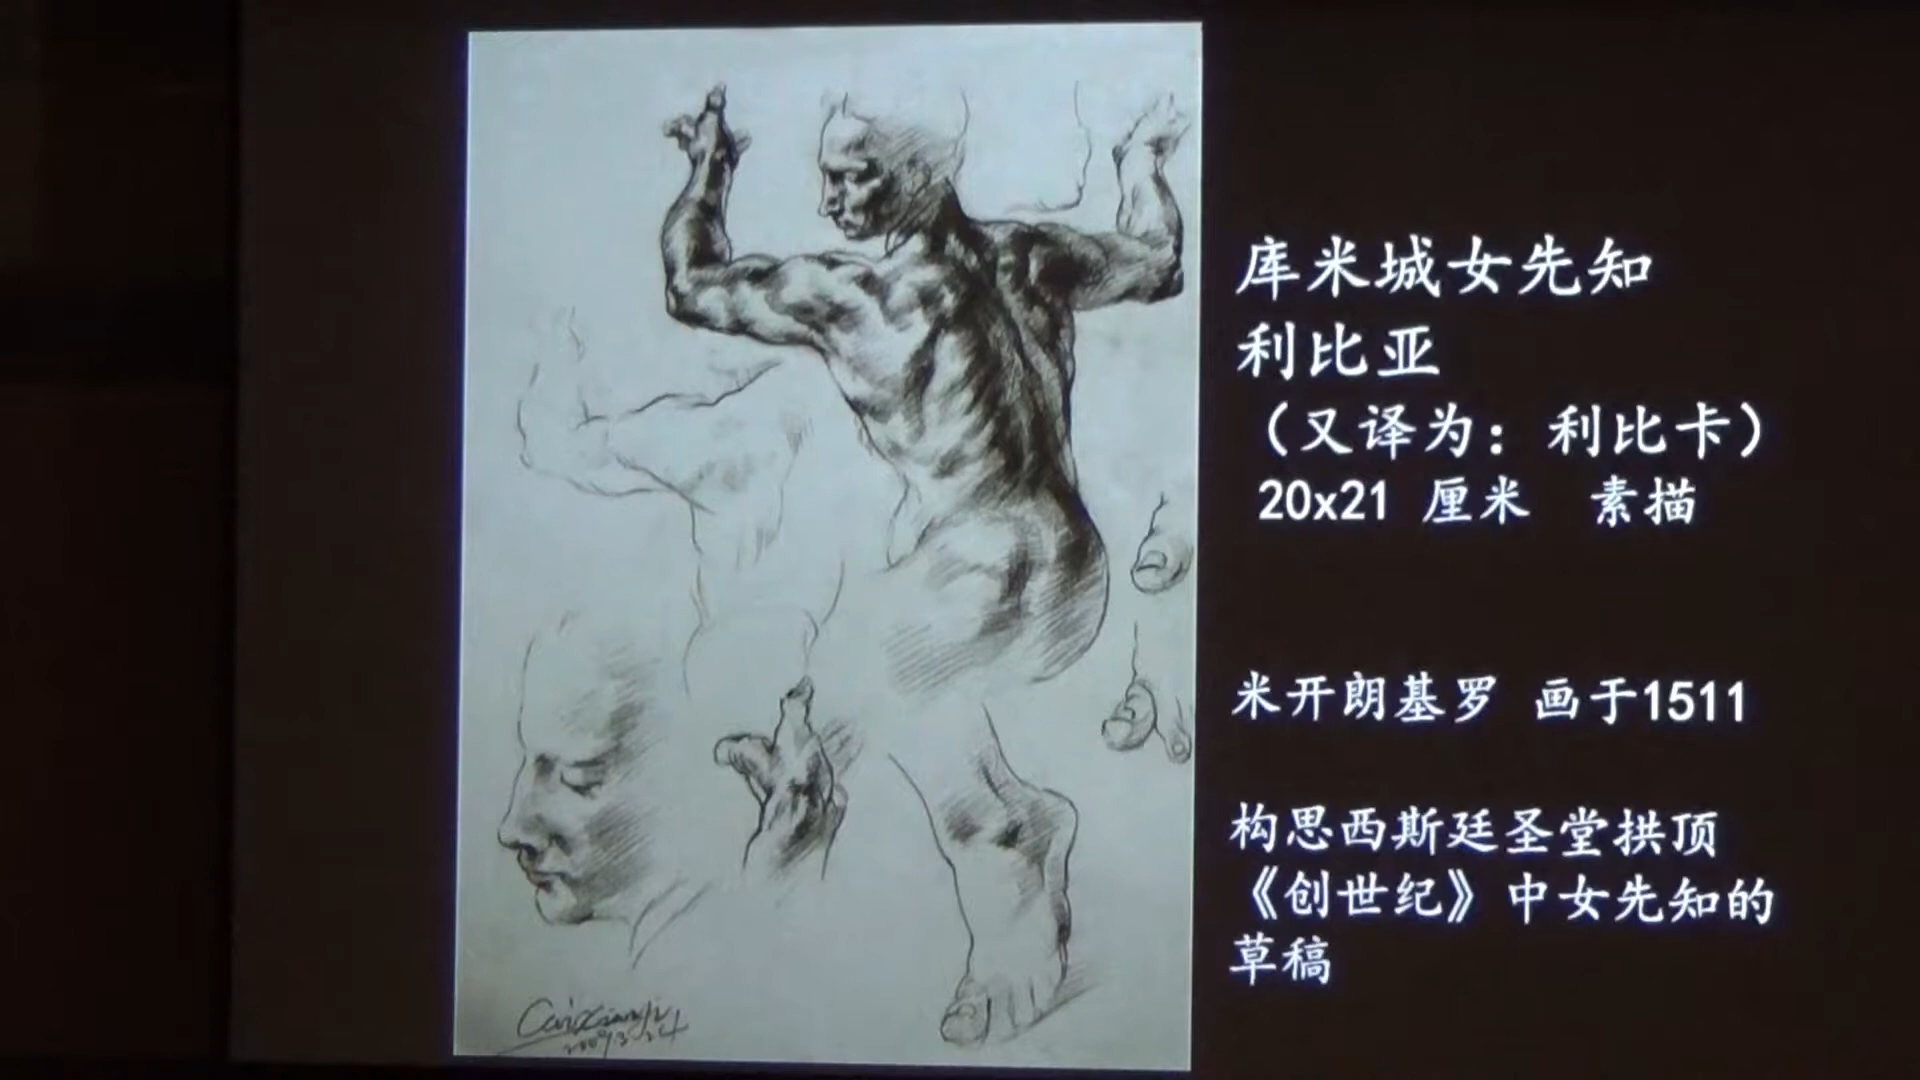 库米城女先知
利比亚
（又译为：利比卡）
20x21 厘米 素描
米开朗基罗 画于1511
构思西斯廷圣堂拱顶
《创世纪》中女先知的
草稿